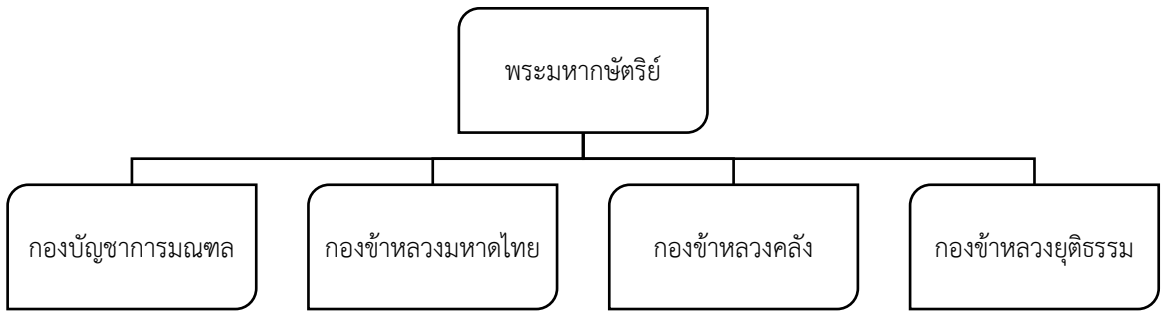 พระมหากษัตริย์
กองบัญชาการมณฑล
กองข้าหลวงมหาดไทย
กองข้าหลวงคลัง
กองข้าหลวงยุติธรรม